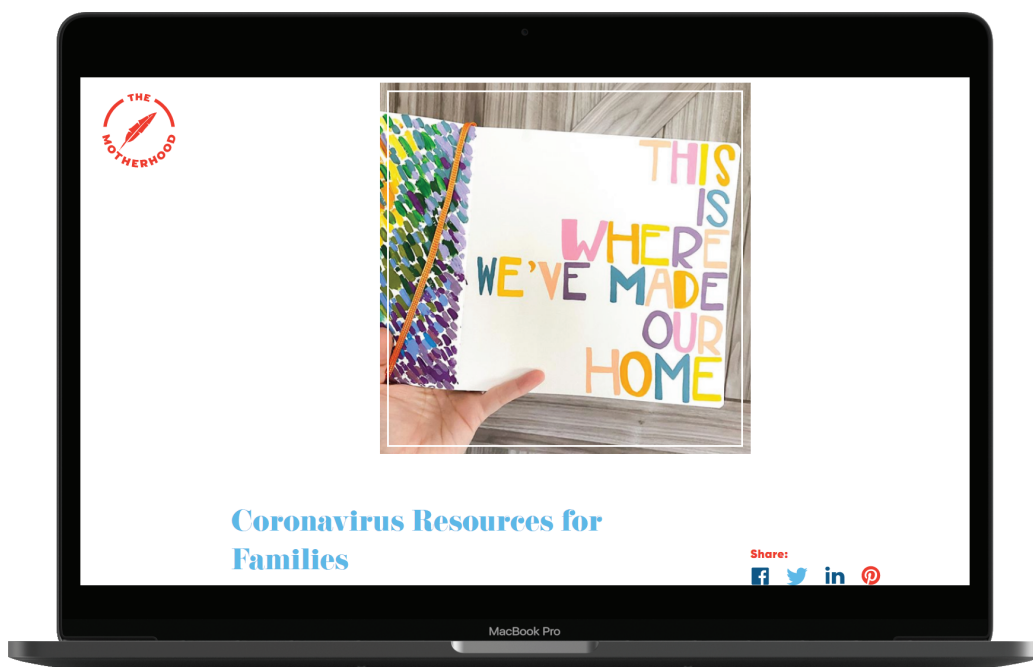 THE
MOTHERHOOD
THIS
IS
WHERE
WE'VE MADE
OUR
HOME
Coronavirus Resources for
Families
Share:
in
MacBook Pro